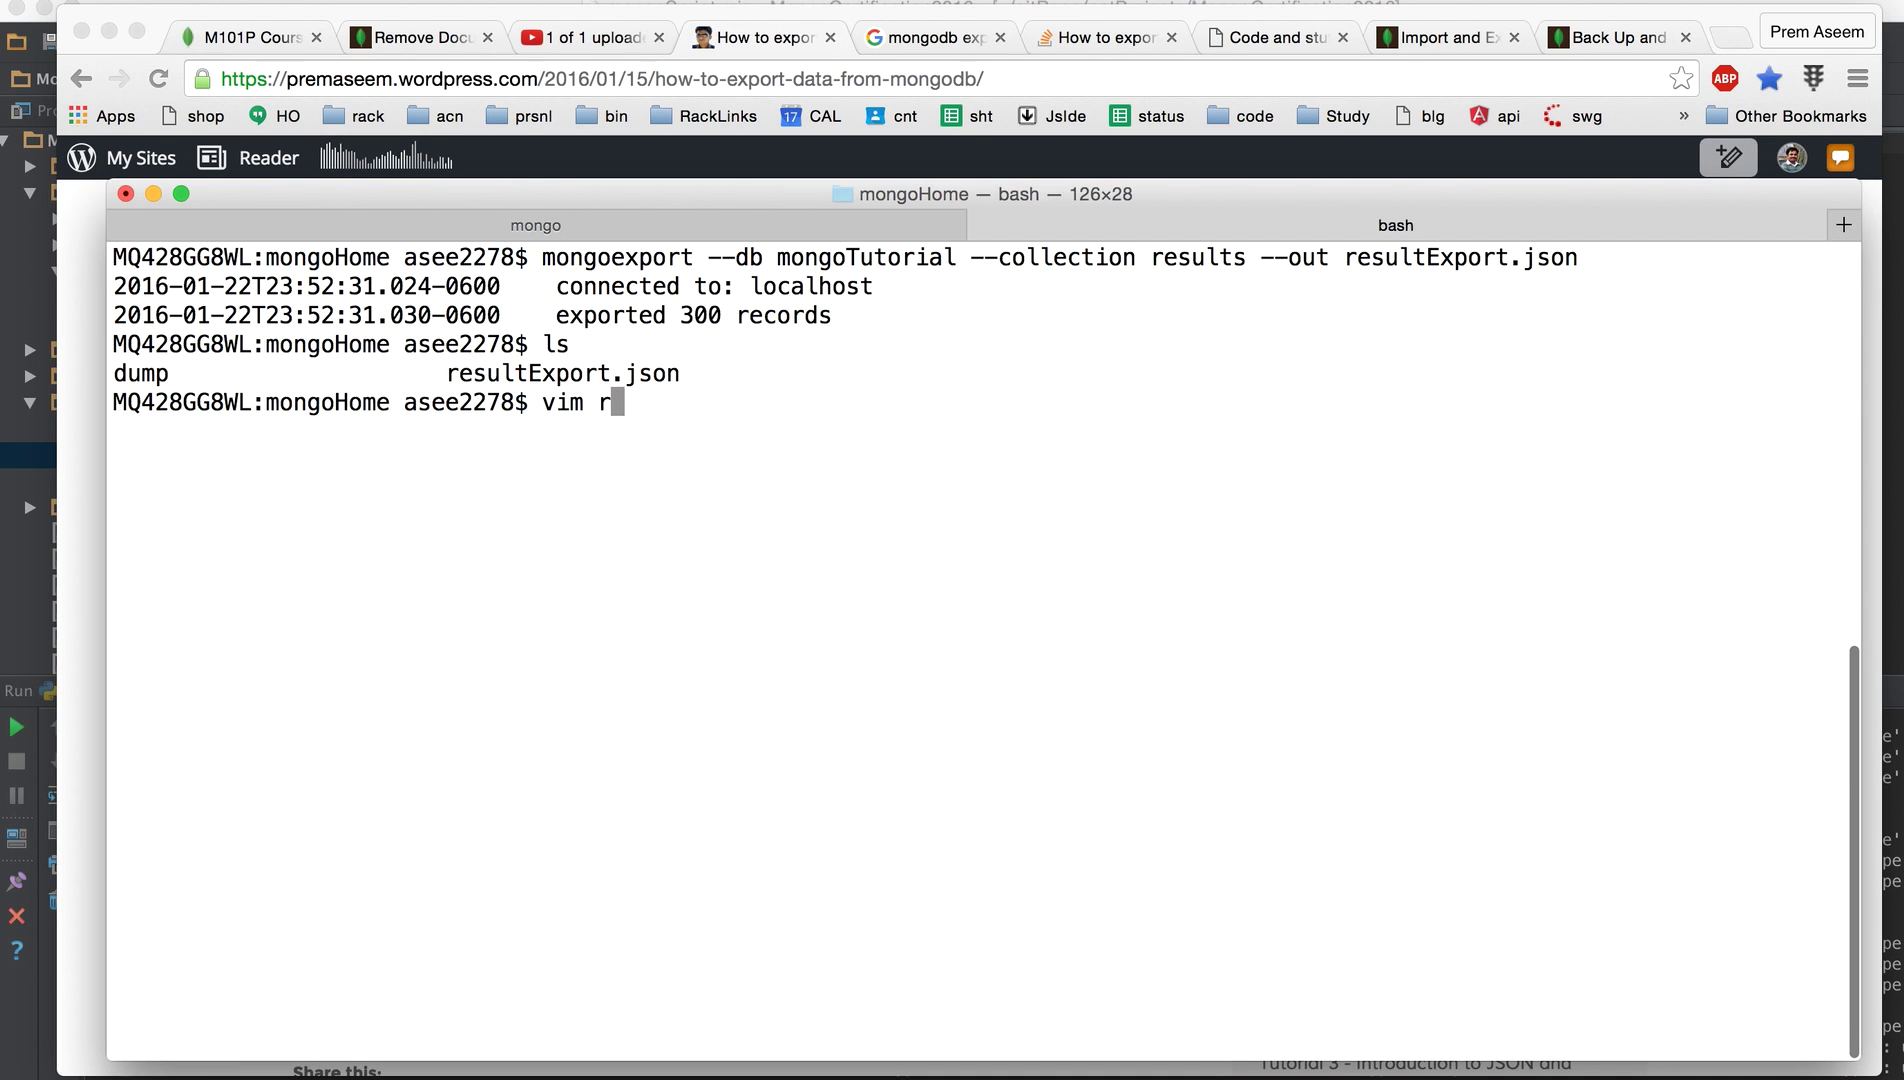 M101P Cours
Remove Docu
1 of 1 upload
How to expor
mongodb exp
How to expor
Code and stu
Import and Ex
Back Up and
Prem Aseem
https://premaseem.wordpress.com/2016/01/15/how-to-export-data-from-mongodb/
ABP
Apps shop HO rack acn prsnl bin RackLinks 17 CAL cnt sht JsIde status code Study blg api swg » Other Bookmarks
My Sites Reader
mongoHome — bash — 126×28
mongo
bash
MQ428GG8WL:mongoHome asee2278$ mongoexport --db mongoTutorial --collection results --out resultExport.json
2016-01-22T23:52:31.024-0600 connected to: localhost
2016-01-22T23:52:31.030-0600 exported 300 records
MQ428GG8WL:mongoHome asee2278$ ls
dump resultExport.json
MQ428GG8WL:mongoHome asee2278$ vim r
Run
Share this:
Tutorial 3 - Introduction to JSON and